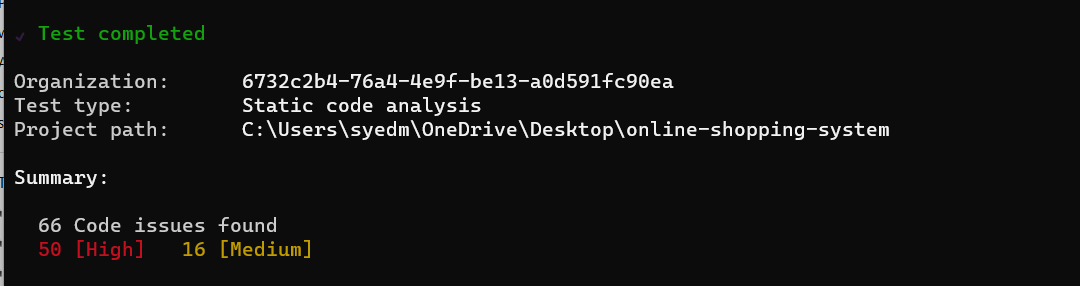 ✓ Test completed
Organization: 6732c2b4-76a4-4e9f-be13-a0d591fc90ea
Test type: Static code analysis
Project path: C:\Users\syedm\OneDrive\Desktop\online-shopping-system
Summary:
66 Code issues found
50 [High] 16 [Medium]